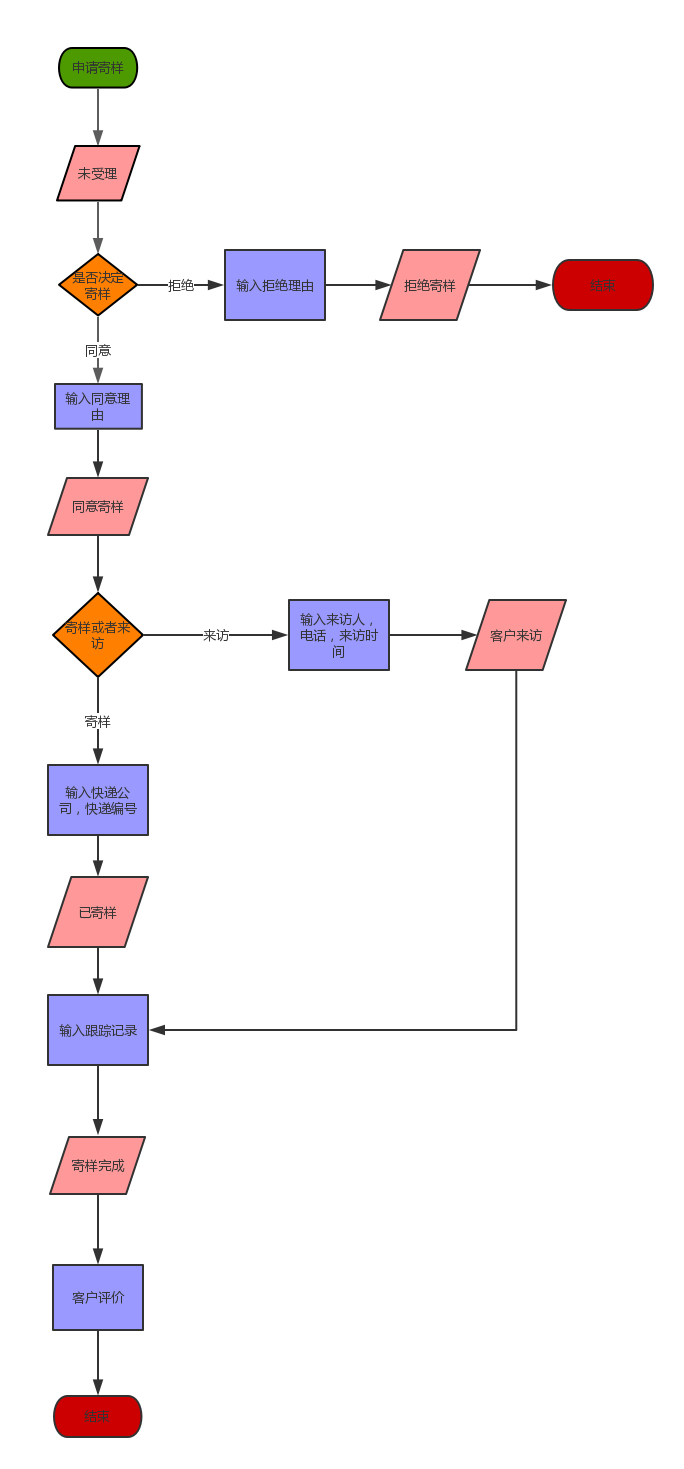 申请寄样
未受理
是否决定
寄样
拒绝
输入拒绝理由
拒绝寄样
结束
同意
输入同意理
由
同意寄样
寄样或者来
访
来访
输入来访人，
电话，来访时
间
客户来访
寄样
输入快递公
司，快递编号
已寄样
输入跟踪记录
寄样完成
客户评价
结束